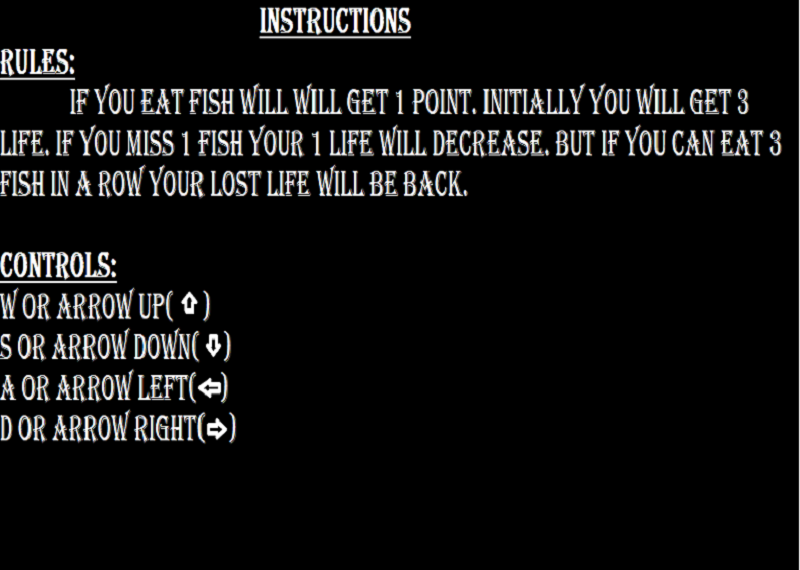 INSTRUCTIONS
RULES:
IF YOU EAT FISH WILL WILL GET 1 POINT. INITIALLY YOU WILL GET 3
LIFE. IF YOU MISS 1 FISH YOUR 1 LIFE WILL DECREASE. BUT IF YOU CAN EAT 3
FISH IN A ROW YOUR LOST LIFE WILL BE BACK.
CONTROLS:
W OR ARROW UP( ⇧ )
S OR ARROW DOWN( ⇩ )
A OR ARROW LEFT(⇦)
D OR ARROW RIGHT(⇨)